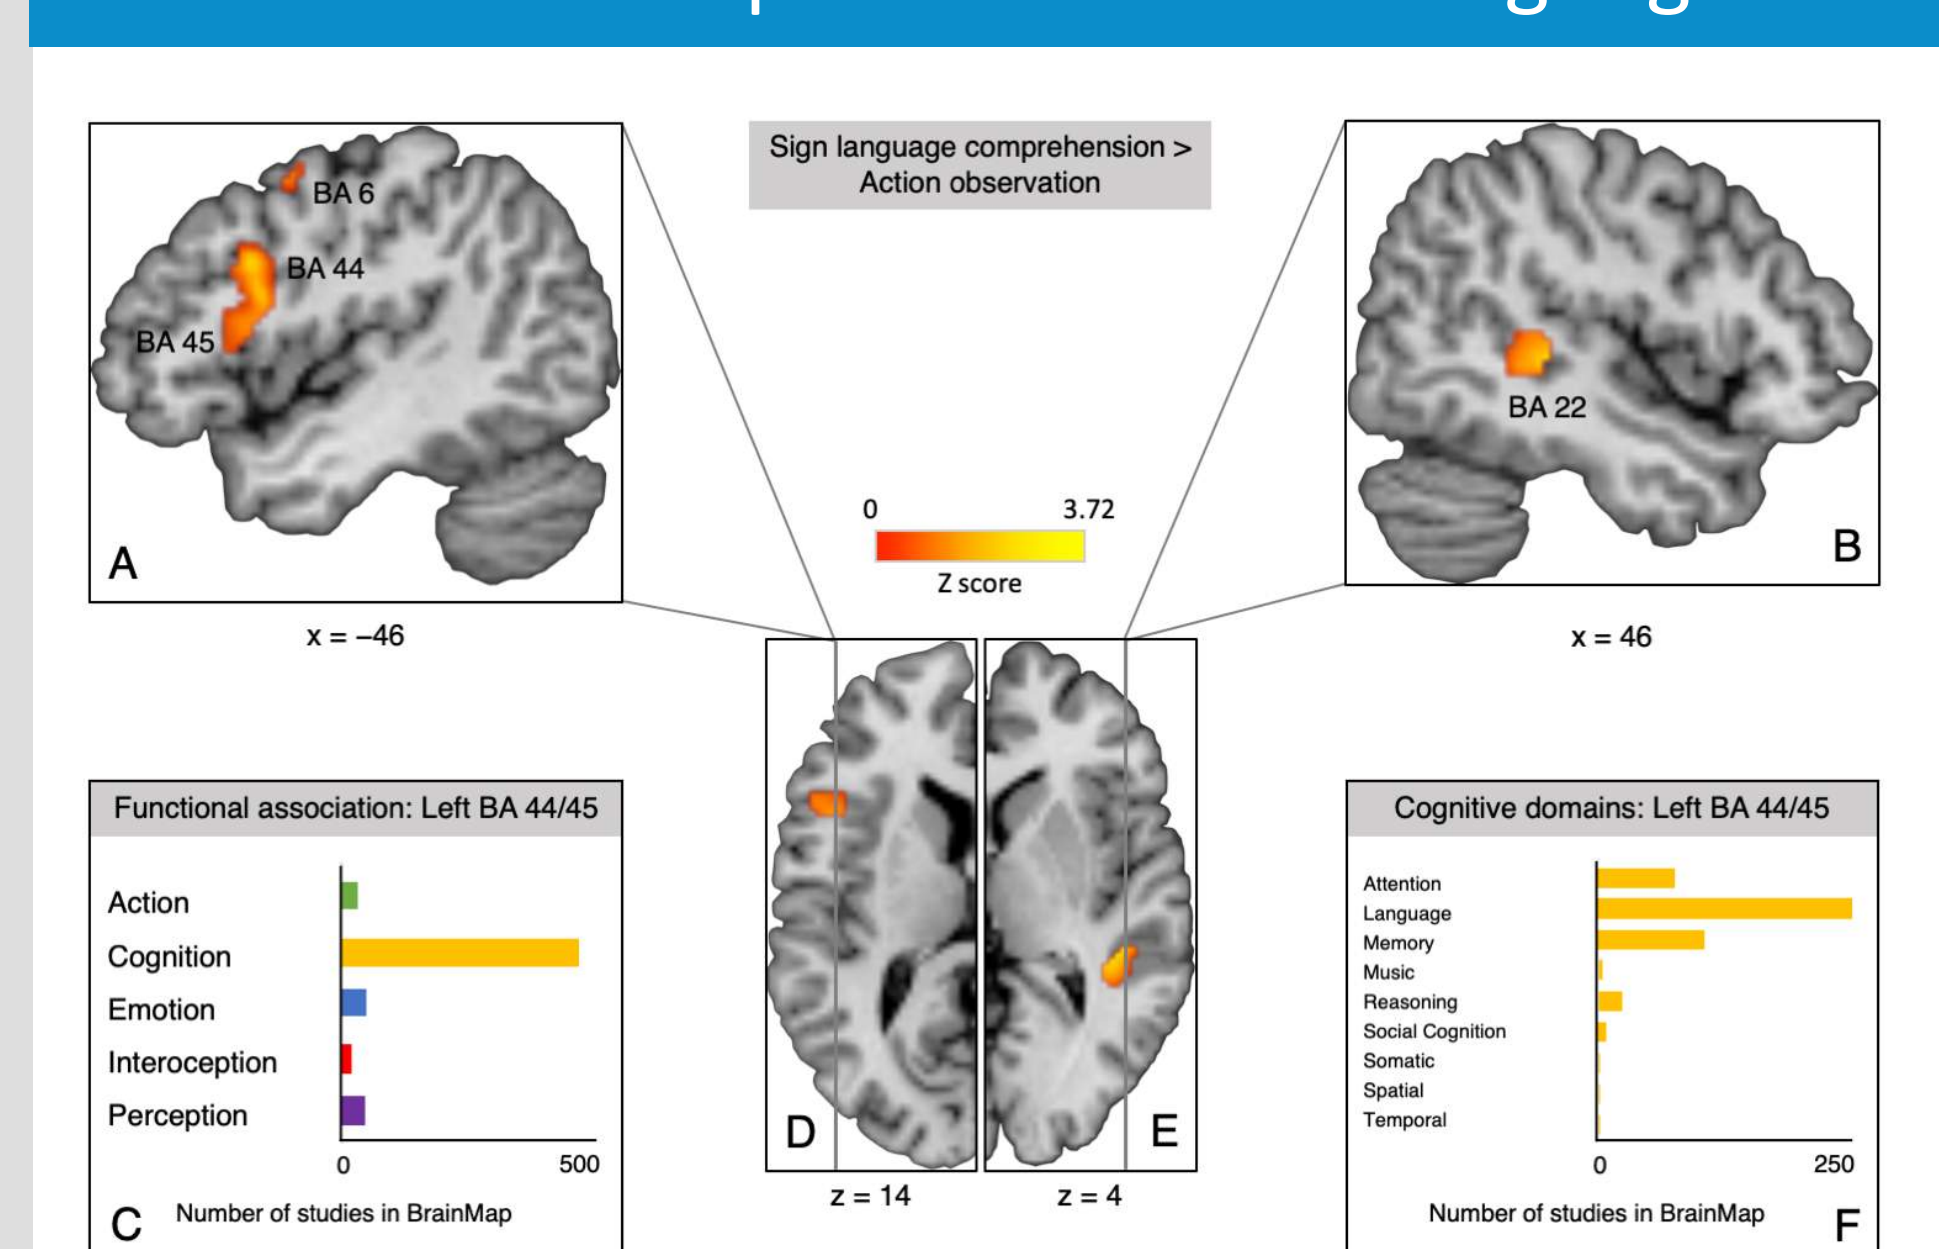 Sign language comprehension >
Action observation
BA 6
BA 44
BA 45
A
x = −46
BA 22
B
x = 46
0 3.72
Z score
D
z = 14
E
z = 4
Functional association: Left BA 44/45
Action
Cognition
Emotion
Interoception
Perception
0 500
Number of studies in BrainMap
C
Cognitive domains: Left BA 44/45
Attention
Language
Memory
Music
Reasoning
Social Cognition
Somatic
Spatial
Temporal
0 250
Number of studies in BrainMap
F